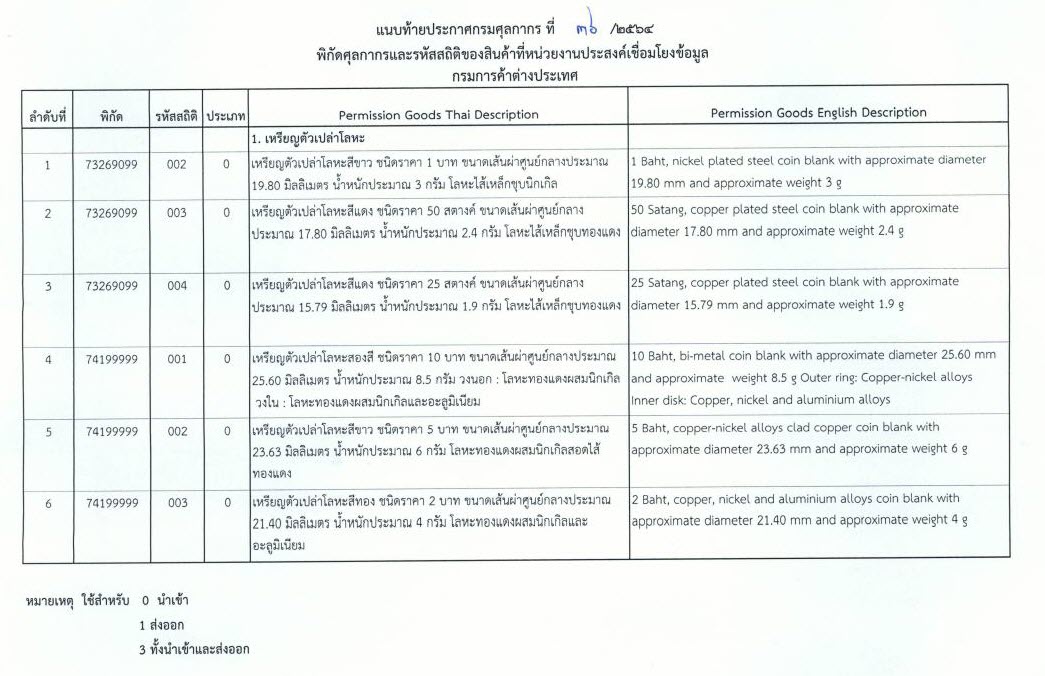 แนบท้ายประกาศกรมศุลกากร ที่ ๓๖ /๒๕๖๔
พิกัดศุลกากรและรหัสสถิติของสินค้าที่หน่วยงานประสงค์เชื่อมโยงข้อมูล
กรมการค้าต่างประเทศ
ลำดับที่ พิกัด รหัสสถิติ ประเภท Permission Goods Thai Description Permission Goods English Description
1. เหรียญตัวเปล่าโลหะ
1 73269099 002 0 เหรียญตัวเปล่าโลหะสีขาว ชนิดราคา 1 บาท ขนาดเส้นผ่าศูนย์กลางประมาณ 1 Baht, nickel plated steel coin blank with approximate diameter
19.80 มิลลิเมตร น้ำหนักประมาณ 3 กรัม โลหะไส้เหล็กชุบนิกเกิล 19.80 mm and approximate weight 3 g
2 73269099 003 0 เหรียญตัวเปล่าโลหะสีแดง ชนิดราคา 50 สตางค์ ขนาดเส้นผ่าศูนย์กลาง 50 Satang, copper plated steel coin blank with approximate
ประมาณ 17.80 มิลลิเมตร น้ำหนักประมาณ 2.4 กรัม โลหะไส้เหล็กชุบทองแดง diameter 17.80 mm and approximate weight 2.4 g
3 73269099 004 0 เหรียญตัวเปล่าโลหะสีแดง ชนิดราคา 25 สตางค์ ขนาดเส้นผ่าศูนย์กลาง 25 Satang, copper plated steel coin blank with approximate
ประมาณ 15.79 มิลลิเมตร น้ำหนักประมาณ 1.9 กรัม โลหะไส้เหล็กชุบทองแดง diameter 15.79 mm and approximate weight 1.9 g
4 74199999 001 0 เหรียญตัวเปล่าโลหะสองสี ชนิดราคา 10 บาท ขนาดเส้นผ่าศูนย์กลางประมาณ 10 Baht, bi-metal coin blank with approximate diameter 25.60 mm
25.60 มิลลิเมตร น้ำหนักประมาณ 8.5 กรัม วงนอก : โลหะทองแดงผสมนิกเกิล and approximate weight 8.5 g Outer ring: Copper-nickel alloys
วงใน : โลหะทองแดงผสมนิกเกิลและอะลูมิเนียม Inner disk: Copper, nickel and aluminium alloys
5 74199999 002 0 เหรียญตัวเปล่าโลหะสีขาว ชนิดราคา 5 บาท ขนาดเส้นผ่าศูนย์กลางประมาณ 5 Baht, copper-nickel alloys clad copper coin blank with
23.63 มิลลิเมตร น้ำหนักประมาณ 6 กรัม โลหะทองแดงผสมนิกเกิลสอดไส้ approximate diameter 23.63 mm and approximate weight 6 g
ทองแดง
6 74199999 003 0 เหรียญตัวเปล่าโลหะสีทอง ชนิดราคา 2 บาท ขนาดเส้นผ่าศูนย์กลางประมาณ 2 Baht, copper, nickel and aluminium alloys coin blank with
21.40 มิลลิเมตร น้ำหนักประมาณ 4 กรัม โลหะทองแดงผสมนิกเกิลและ approximate diameter 21.40 mm and approximate weight 4 g
อะลูมิเนียม
หมายเหตุ ใช้สำหรับ 0 นำเข้า
1 ส่งออก
3 ทั้งนำเข้าและส่งออก